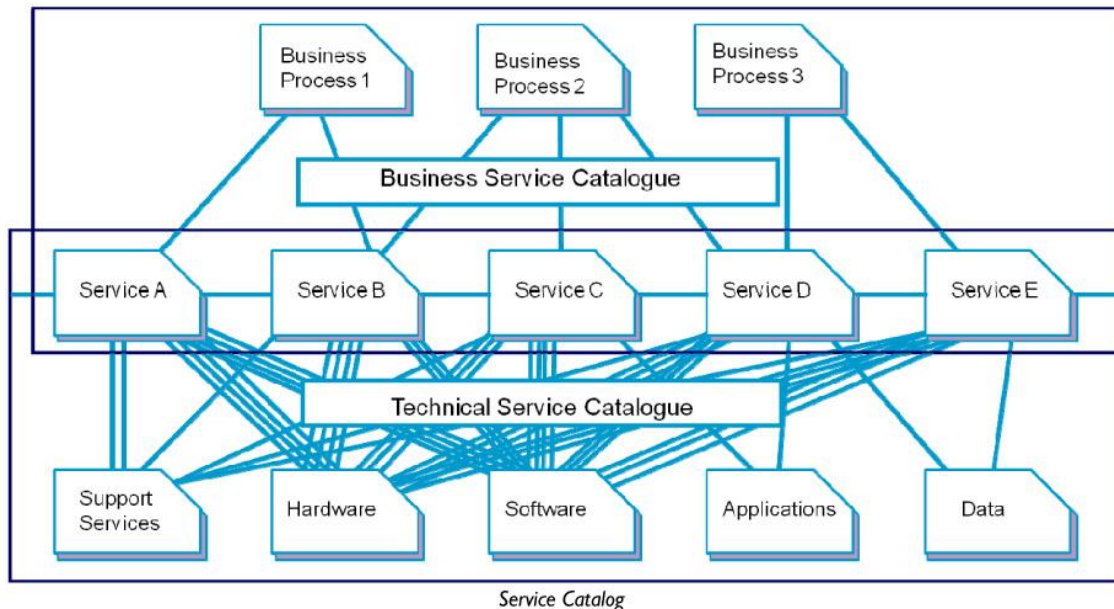 Business
Process 1
Business
Process 2
Business
Process 3
Business Service Catalogue
Service A
Service B
Service C
Service D
Service E
Technical Service Catalogue
Support
Services
Hardware
Software
Applications
Data
Service Catalog